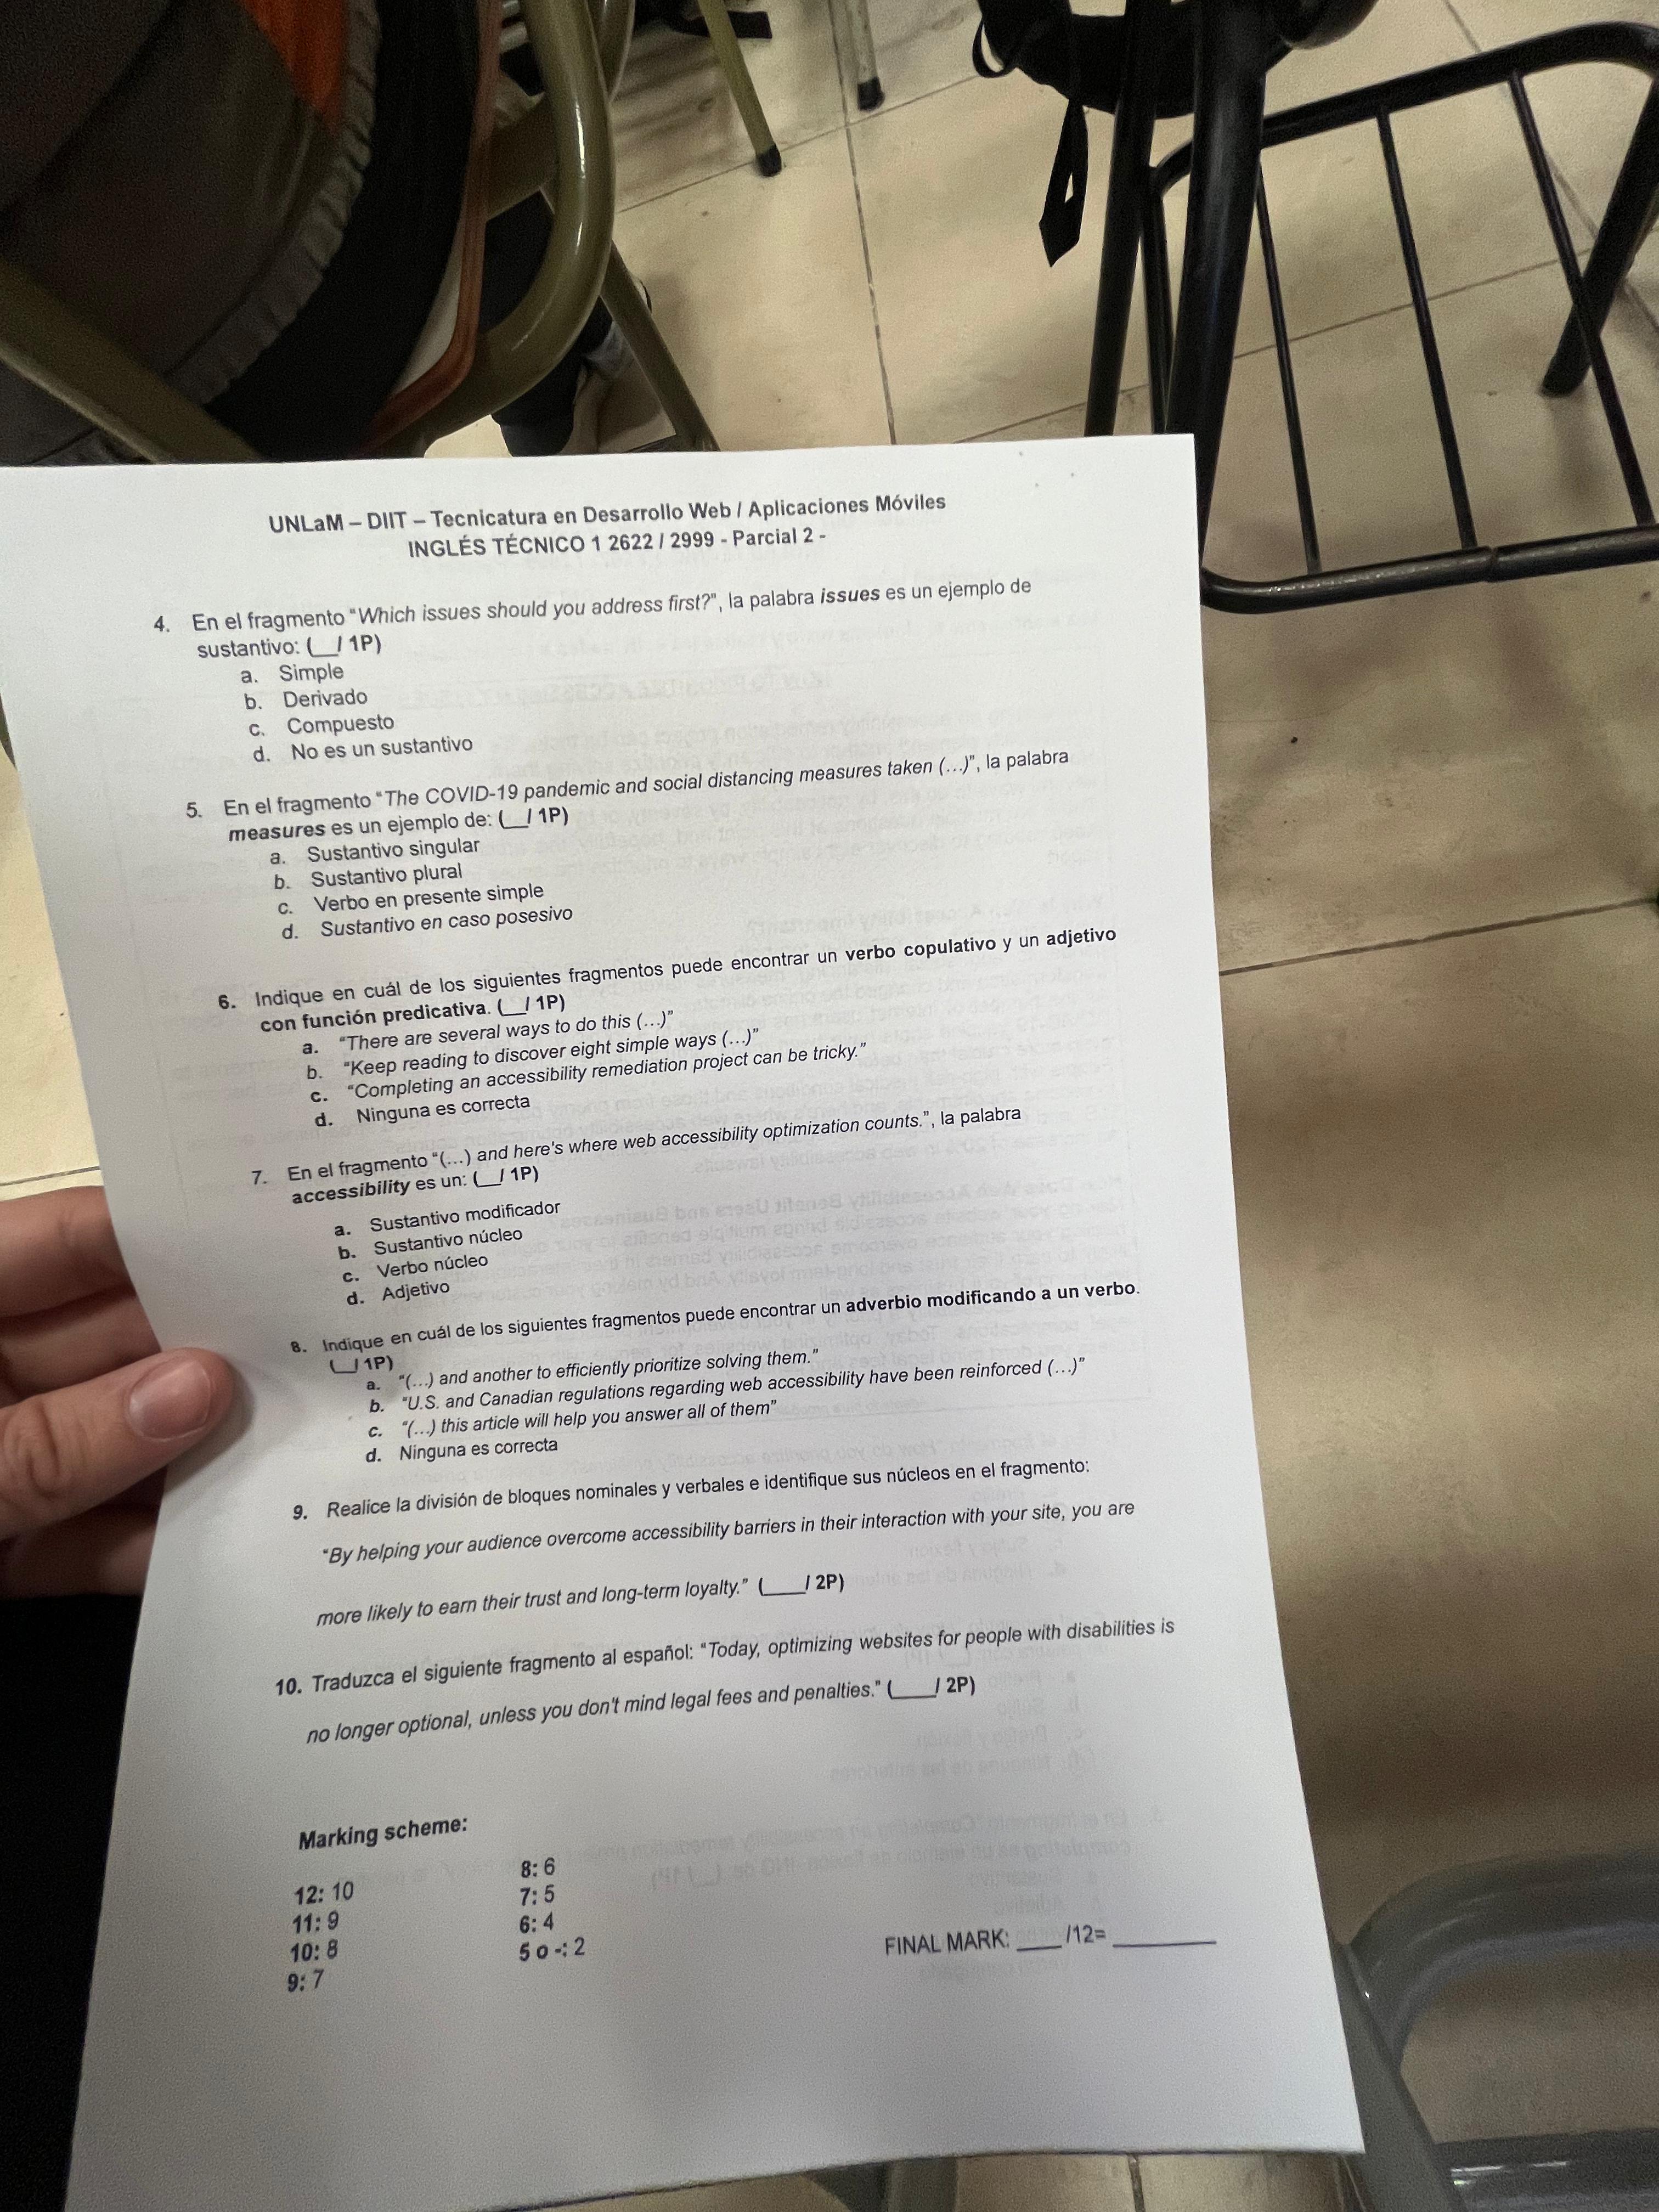 UNLaM – DIIT – Tecnicatura en Desarrollo Web / Aplicaciones Móviles
INGLÉS TÉCNICO 1 2622 / 2999 - Parcial 2 -
4. En el fragmento “Which issues should you address first?”, la palabra issues es un ejemplo de
sustantivo: (__/ 1P)
a. Simple
b. Derivado
c. Compuesto
d. No es un sustantivo
5. En el fragmento “The COVID-19 pandemic and social distancing measures taken (…)”, la palabra
measures es un ejemplo de: (__/ 1P)
a. Sustantivo singular
b. Sustantivo plural
c. Verbo en presente simple
d. Sustantivo en caso posesivo
6. Indique en cuál de los siguientes fragmentos puede encontrar un verbo copulativo y un adjetivo
con función predicativa. (__/ 1P)
a. “There are several ways to do this (…)”
b. “Keep reading to discover eight simple ways (…)”
c. “Completing an accessibility remediation project can be tricky.”
d. Ninguna es correcta
7. En el fragmento “(…) and here's where web accessibility optimization counts.”, la palabra
accessibility es un: (__/ 1P)
a. Sustantivo modificador
b. Sustantivo núcleo
c. Verbo núcleo
d. Adjetivo
8. Indique en cuál de los siguientes fragmentos puede encontrar un adverbio modificando a un verbo.
(__/ 1P)
a. “(…) and another to efficiently prioritize solving them.”
b. “U.S. and Canadian regulations regarding web accessibility have been reinforced (…)”
c. “(…) this article will help you answer all of them”
d. Ninguna es correcta
9. Realice la división de bloques nominales y verbales e identifique sus núcleos en el fragmento:
“By helping your audience overcome accessibility barriers in their interaction with your site, you are
more likely to earn their trust and long-term loyalty.” (____/ 2P)
10. Traduzca el siguiente fragmento al español: “Today, optimizing websites for people with disabilities is
no longer optional, unless you don't mind legal fees and penalties.” (____/ 2P)
Marking scheme:
12: 10
11: 9
10: 8
9: 7
8: 6
7: 5
6: 4
5 o -: 2
FINAL MARK: ____ /12= _________